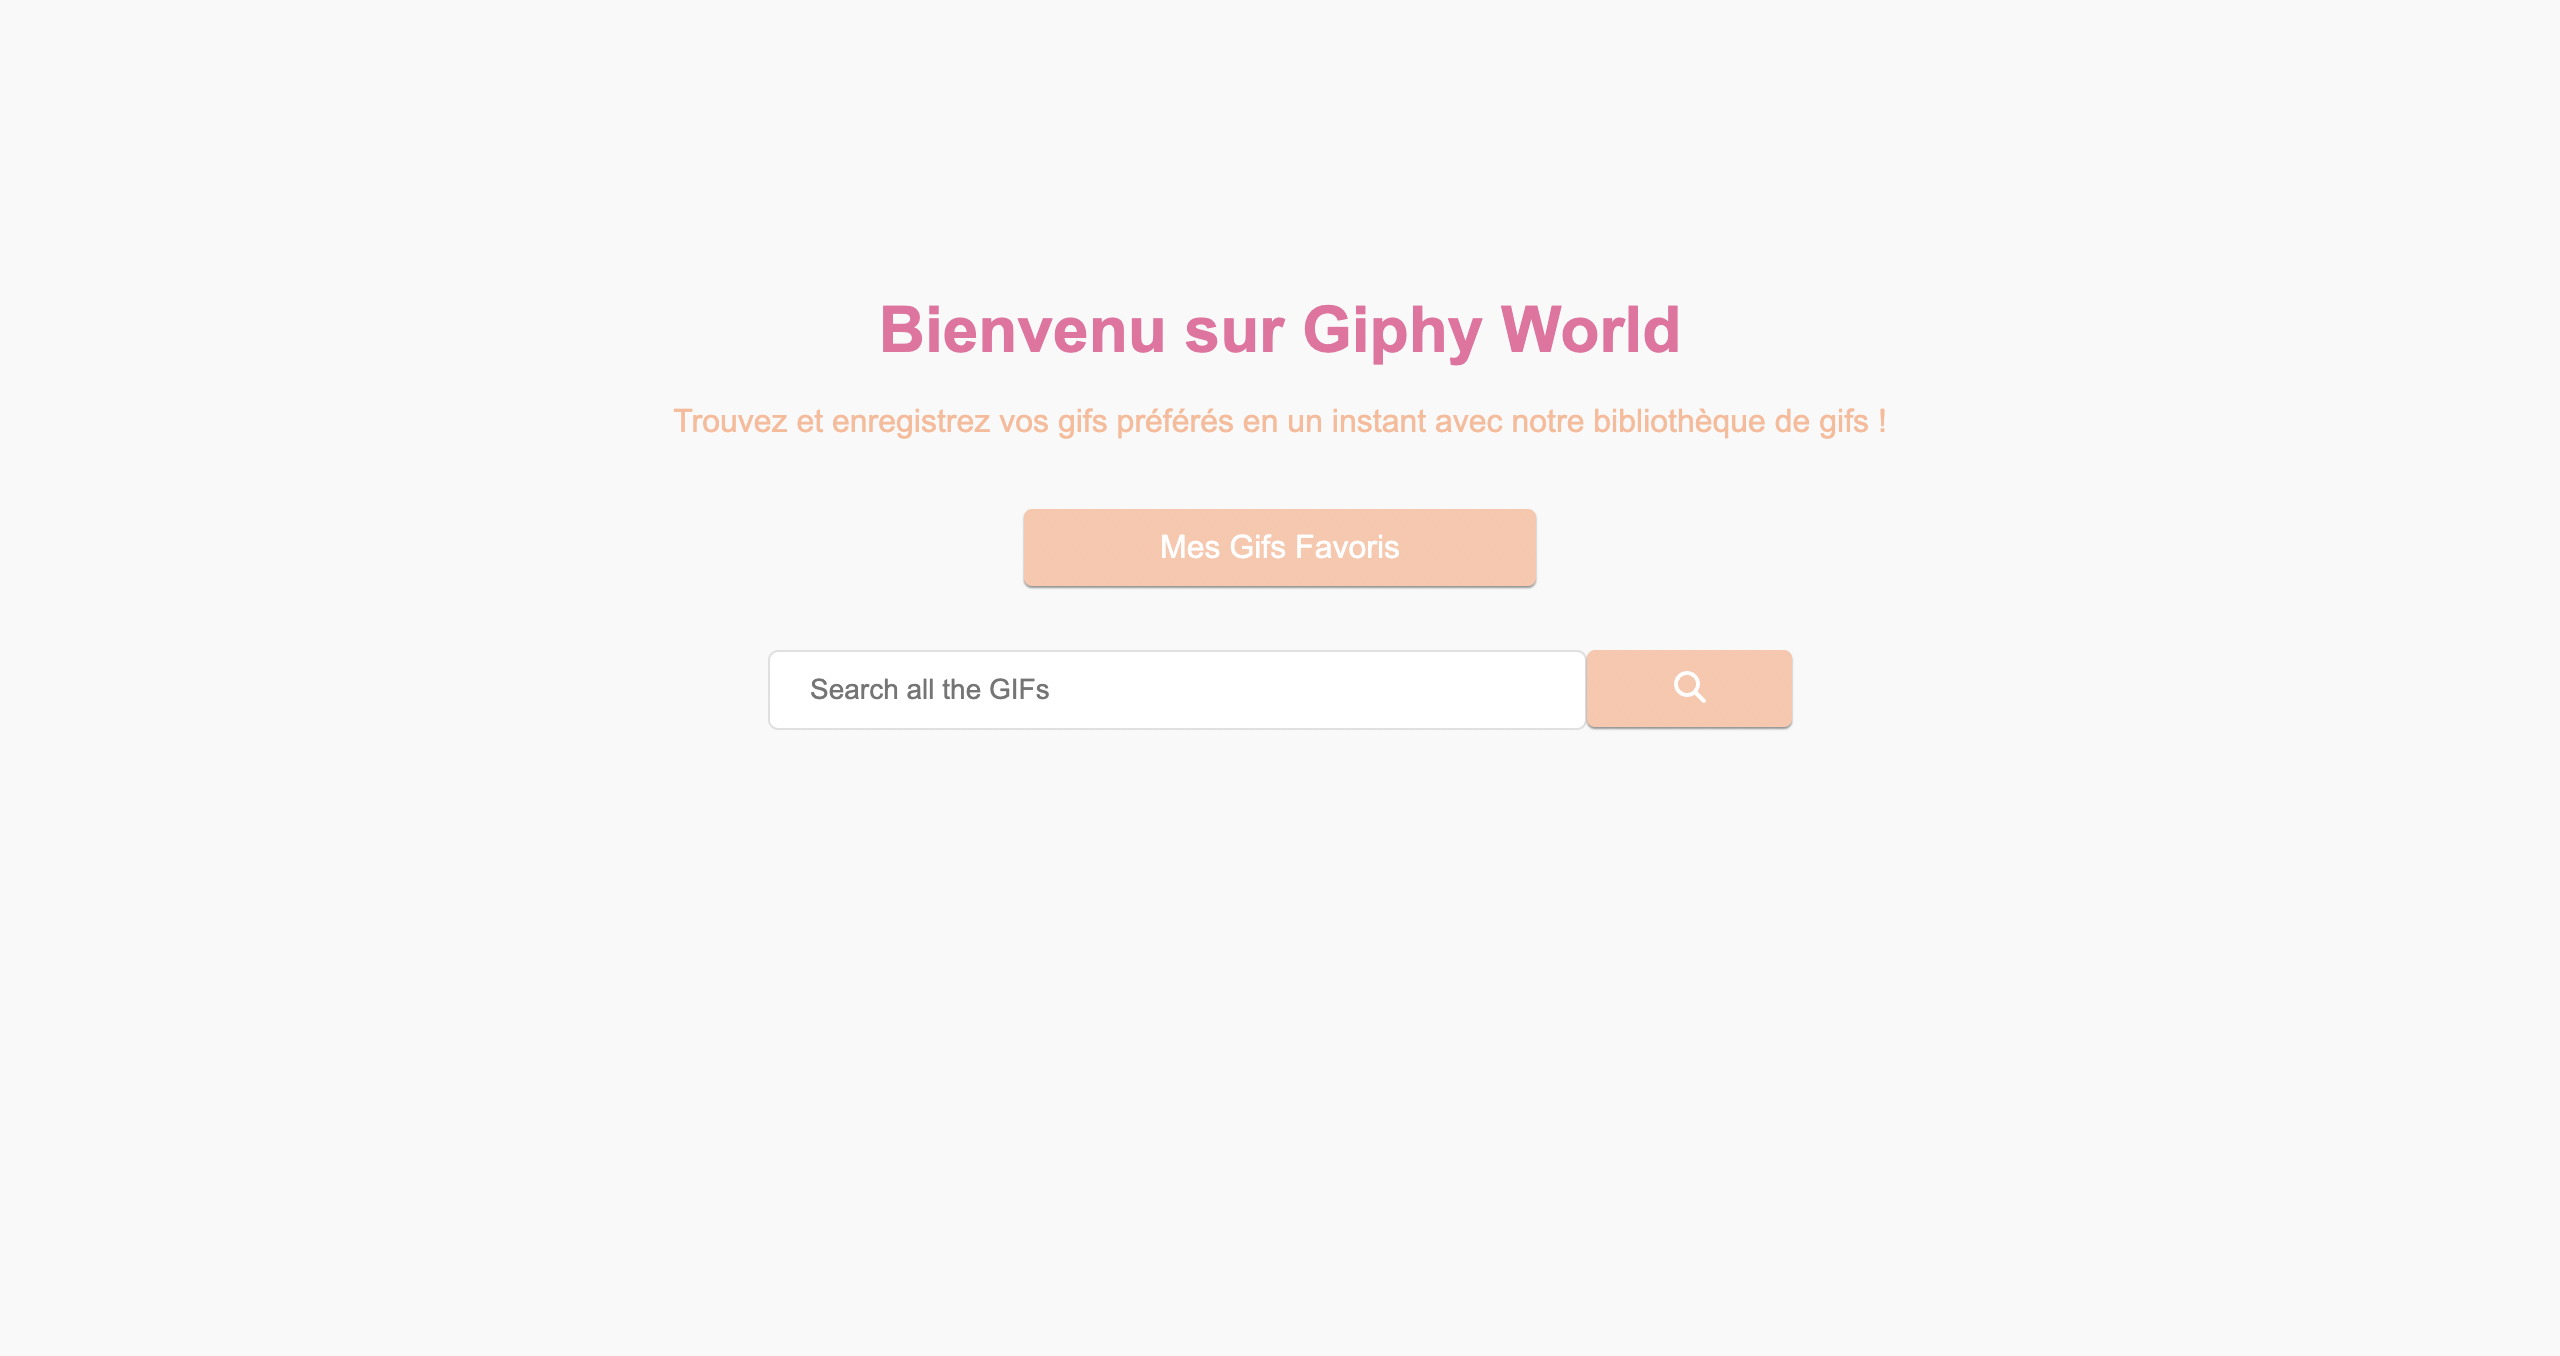 Bienvenu sur Giphy World
Trouvez et enregistrez vos gifs préférés en un instant avec notre bibliothèque de gifs !
Mes Gifs Favoris
Search all the GIFs